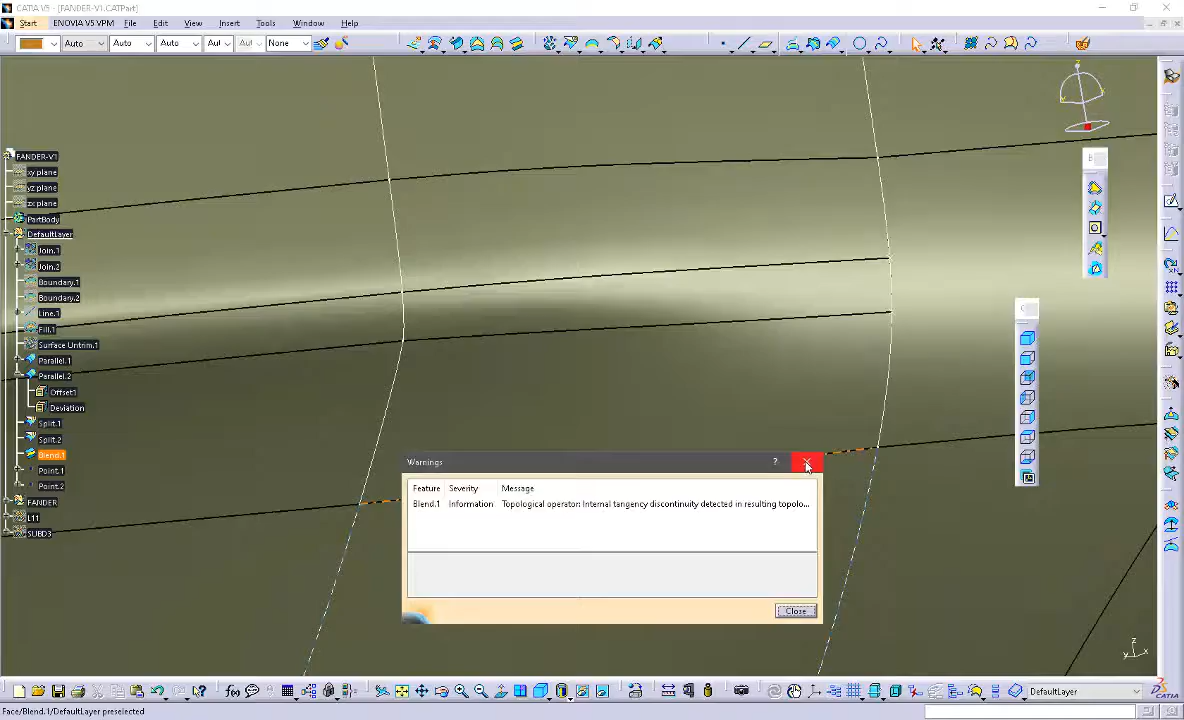 CATIA V5 - [FANDER-V1.CATPart]
Start ENOVIA V5 VPM File Edit View Insert Tools Window Help
Auto Auto Auto Aut Aut None
FANDER-V1
xy plane
yz plane
zx plane
PartBody
DefaultLayer
Join.1
Join.2
Boundary.1
Boundary.2
Line.1
Fill.1
Surface Untrim.1
Parallel.1
Parallel.2
Offset1
Deviation
Split.1
Split.2
Blend.1
Point.1
Point.2
FANDER
L11
SUBD3
Warnings ?
Feature Severity Message
Blend.1 Information Topological operator: Internal tangency discontinuity detected in resulting topolo...
Close
z
y x
DefaultLayer
CATIA
Face/Blend.1/DefaultLayer preselected